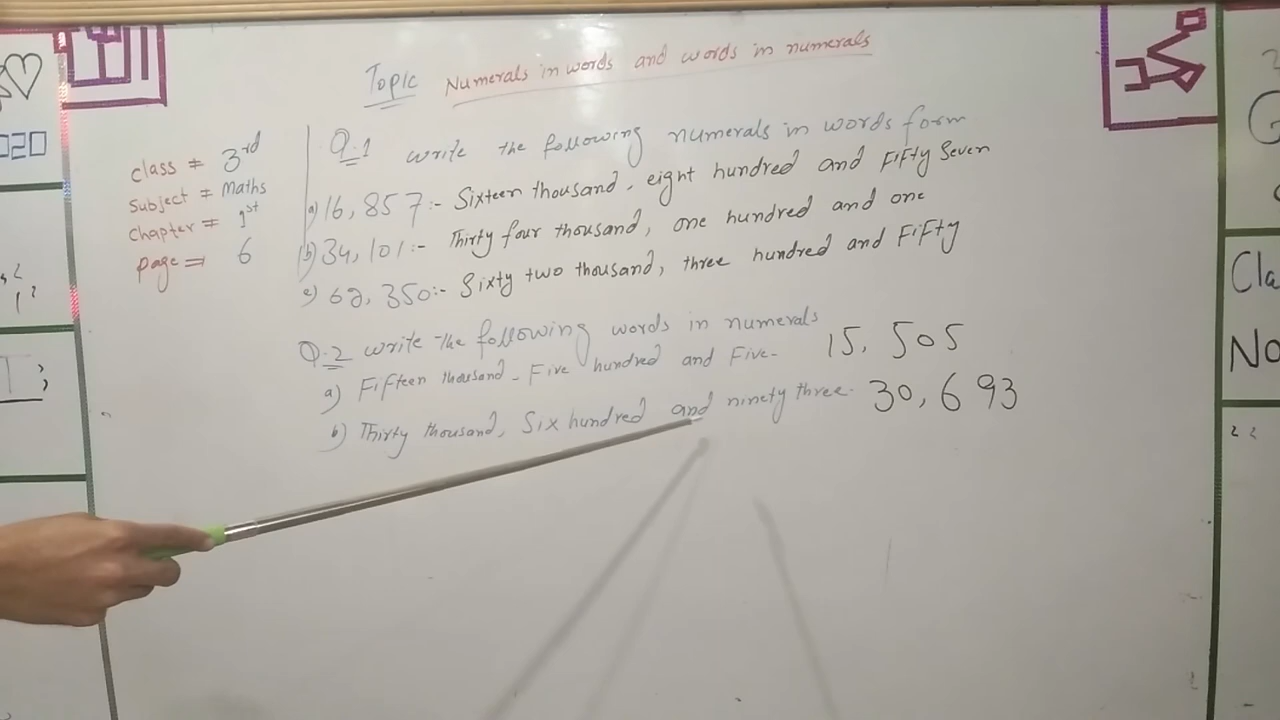 Topic Numerals in words and words in numerals
class = 3rd
Subject = Maths
Chapter = 1st
page = 6
Q.1 write the following numerals in words form
a) 16, 857:- Sixteen thousand, eight hundred and Fifty Seven
b) 34, 101:- Thirty four thousand, one hundred and one
c) 62, 350:- Sixty two thousand, three hundred and Fifty
Q.2 write the following words in numerals
a) Fifteen thousand - Five hundred and Five- 15, 505
b) Thirty thousand, Six hundred and ninety three- 30,693
020
Cla
No